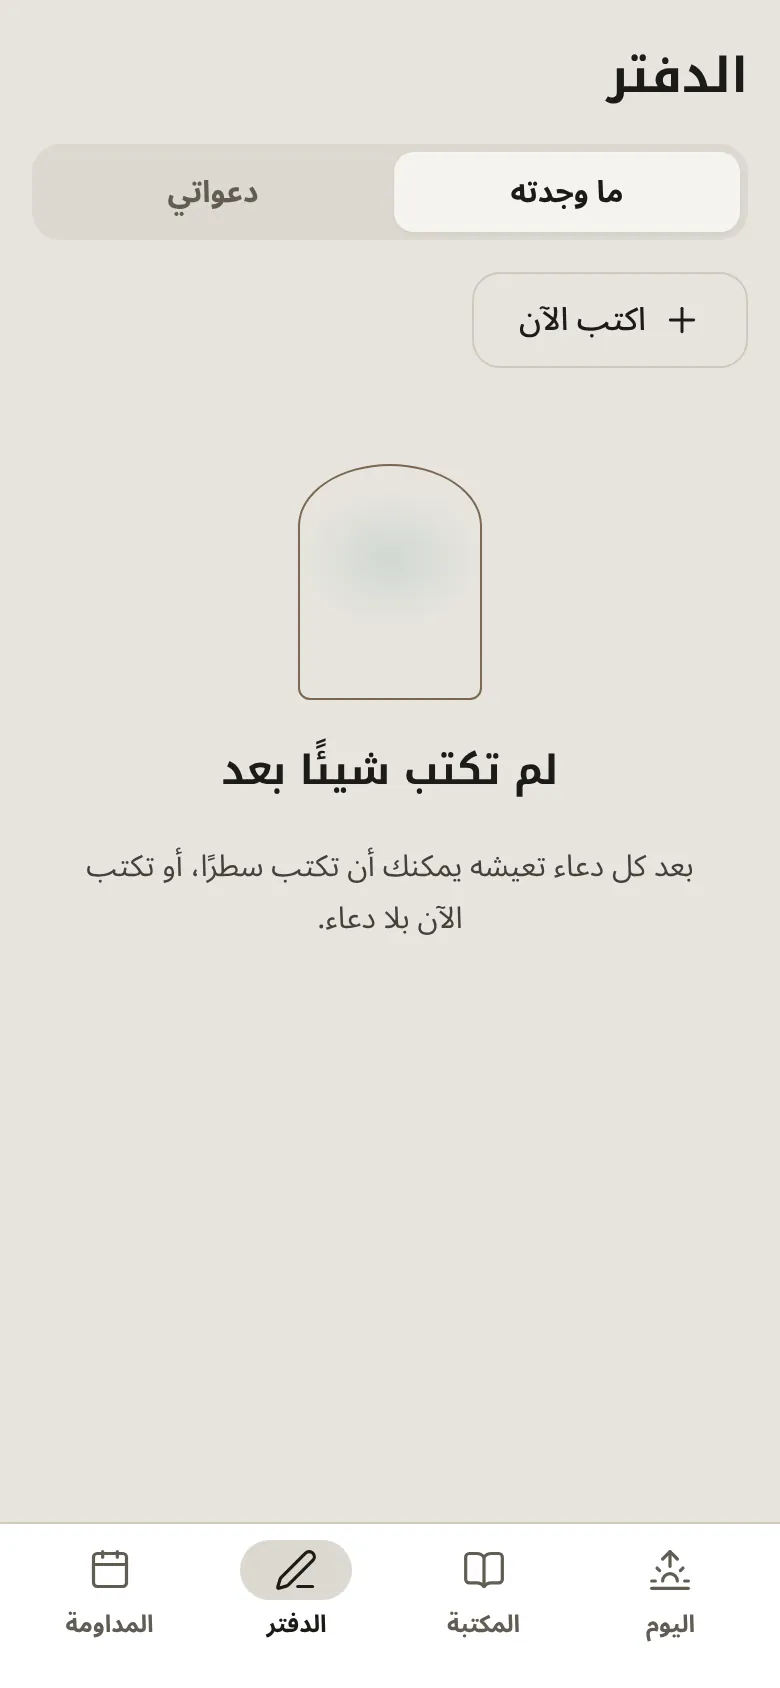 الدفتر
ما وجدته
دعواتي
اكتب الآن
لم تكتب شيئًا بعد
بعد كل دعاء تعيشه يمكنك أن تكتب سطرًا، أو تكتب
الآن بلا دعاء.
اليوم
المكتبة
الدفتر
المداومة